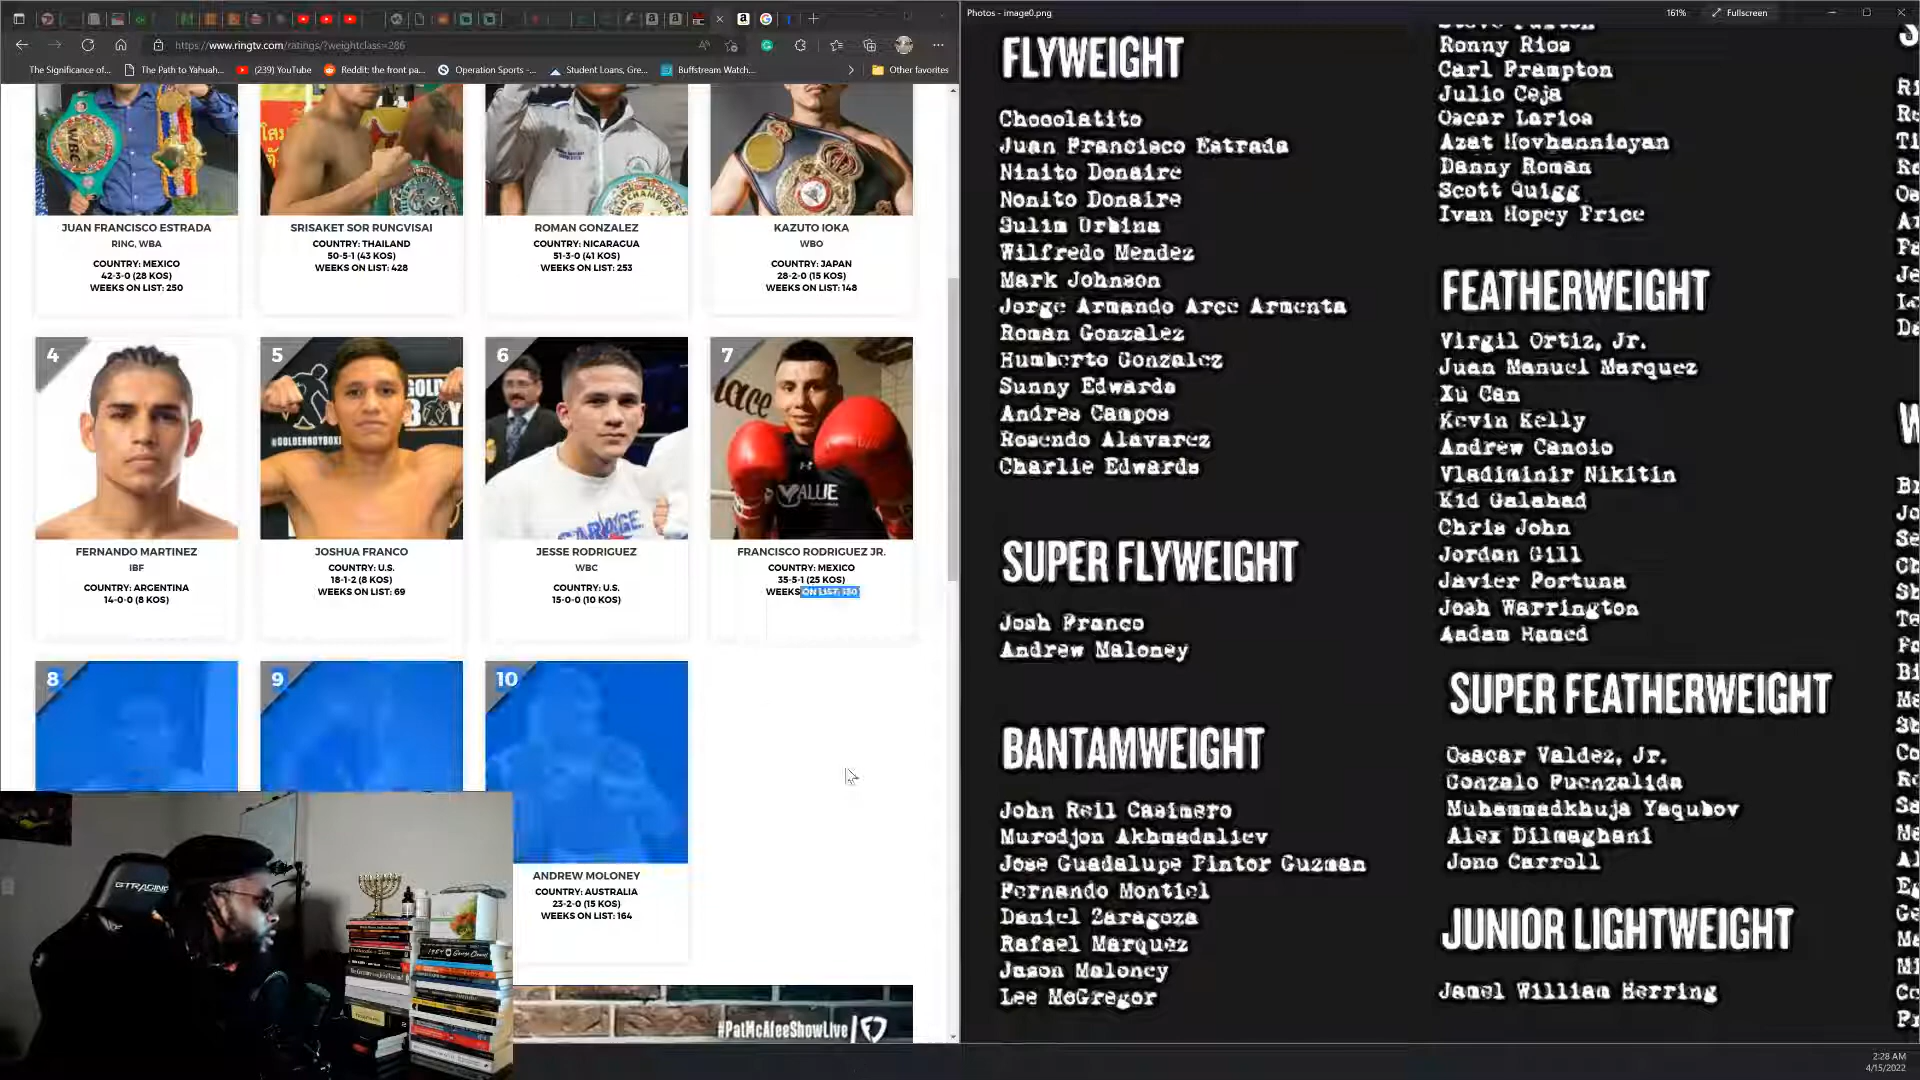 Photos - image0.png
161%
Fullscreen
https://www.ringtv.com/ratings/?weightclass=286
The Significance of...
The Path to Yahuah...
(239) YouTube
Reddit: the front pa...
Operation Sports -...
Student Loans, Gre...
Buffstream Watch...
Other favorites
JUAN FRANCISCO ESTRADA
RING, WBA
COUNTRY: MEXICO
42-3-0 (28 KOS)
WEEKS ON LIST: 250
SRISAKET SOR RUNGVISAI
COUNTRY: THAILAND
50-5-1 (43 KOS)
WEEKS ON LIST: 428
ROMAN GONZALEZ
COUNTRY: NICARAGUA
51-3-0 (41 KOS)
WEEKS ON LIST: 253
KAZUTO IOKA
WBO
COUNTRY: JAPAN
28-2-0 (15 KOS)
WEEKS ON LIST: 148
4
FERNANDO MARTINEZ
IBF
COUNTRY: ARGENTINA
14-0-0 (8 KOS)
5
JOSHUA FRANCO
COUNTRY: U.S.
18-1-2 (8 KOS)
WEEKS ON LIST: 69
6
JESSE RODRIGUEZ
WBC
COUNTRY: U.S.
15-0-0 (10 KOS)
7
VALUE
FRANCISCO RODRIGUEZ JR.
COUNTRY: MEXICO
35-5-1 (25 KOS)
WEEKS ON LIST: 130
8
9
10
ANDREW MOLONEY
COUNTRY: AUSTRALIA
23-2-0 (15 KOS)
WEEKS ON LIST: 164
GTRACING
#PatMcAfeeShowLive
FLYWEIGHT
Chocolatito
Juan Francisco Estrada
Ninito Donaire
Nonito Donaire
Sulim Urbina
Wilfredo Mendez
Mark Johnson
Jorge Armando Arce Armenta
Roman Gonzalez
Humberto Gonzalez
Sunny Edwards
Andres Campos
Rosendo Alavarez
Charlie Edwards
SUPER FLYWEIGHT
Josh Franco
Andrew Maloney
BANTAMWEIGHT
John Reil Casimero
Murodjon Akhmadaliev
Jose Guadalupe Pintor Guzman
Fernando Montiel
Daniel Zaragoza
Rafael Marquez
Jason Maloney
Lee McGregor
Ronny Rios
Carl Frampton
Julio Ceja
Oscar Larios
Azat Hovhannisyan
Danny Roman
Scott Quigg
Ivan Hopey Price
FEATHERWEIGHT
Virgil Ortiz, Jr.
Juan Manuel Marquez
Xu Can
Kevin Kelly
Andrew Cancio
Vladiminir Nikitin
Kid Galahad
Chris John
Jordan Gill
Javier Fortuna
Josh Warrington
Aadam Hamed
SUPER FEATHERWEIGHT
Osacar Valdez, Jr.
Gonzalo Fuenzalida
Muhammadkhuja Yaqubov
Alex Dilmaghani
Jono Carroll
JUNIOR LIGHTWEIGHT
Jamel William Herring
2:28 AM
4/15/2022